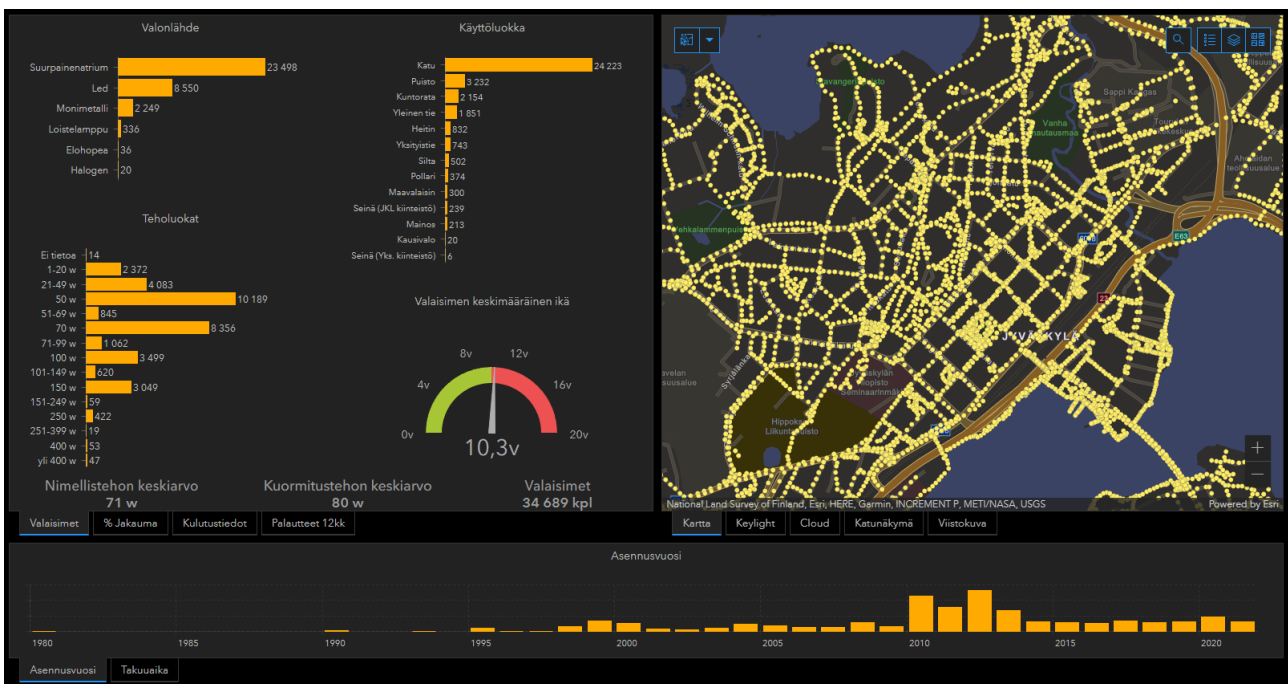 Valonlähde
Suurpainenatrium 23 498
Led 8 550
Monimetalli 2 249
Loistelamppu 336
Elohopea 36
Halogen 20
Teholuokat
Ei tietoa 14
1-20 w 2 372
21-49 w 4 083
50 w 10 189
51-69 w 845
70 w 8 356
71-99 w 1 062
100 w 3 499
101-149 w 620
150 w 3 049
151-249 w 59
250 w 422
251-399 w 19
400 w 53
yli 400 w 47
Käyttöluokka
Katu 24 223
Puisto 3 232
Kuntorata 2 154
Yleinen tie 1 851
Heitin 832
Yksityistie 743
Silta 502
Pollari 374
Maavalaisin 300
Seinä (JKL kiinteistö) 239
Mainos 213
Kausivalo 20
Seinä (Yks. kiinteistö) 6
Valaisimen keskimääräinen ikä
0v 4v 8v 12v 16v 20v
10,3v
Nimellistehon keskiarvo
71 w
Kuormitustehon keskiarvo
80 w
Valaisimet
34 689 kpl
Valaisimet % Jakauma Kulutustiedot Palautteet 12kk
Sappi Kangas
Vanha
E63
23
JYVÄSKYLÄ
Seminaarinmäki
Hippoksen
Liikuntapuisto
National Land Survey of Finland, Esri, HERE, Garmin, INCREMENT P, METI/NASA, USGS
Powered by Esri
Kartta Keylight Cloud Katunäkymä Viistokuva
Asennusvuosi
1980 1985 1990 1995 2000 2005 2010 2015 2020
Asennusvuosi Takuuaika